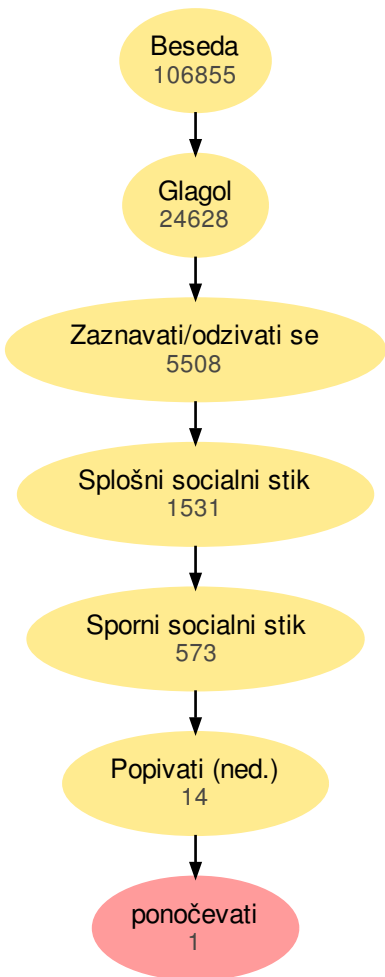 Beseda
106855
Glagol
24628
Zaznavati/odzivati se
5508
Splošni socialni stik
1531
Sporni socialni stik
573
Popivati (ned.)
14
ponočevati
1